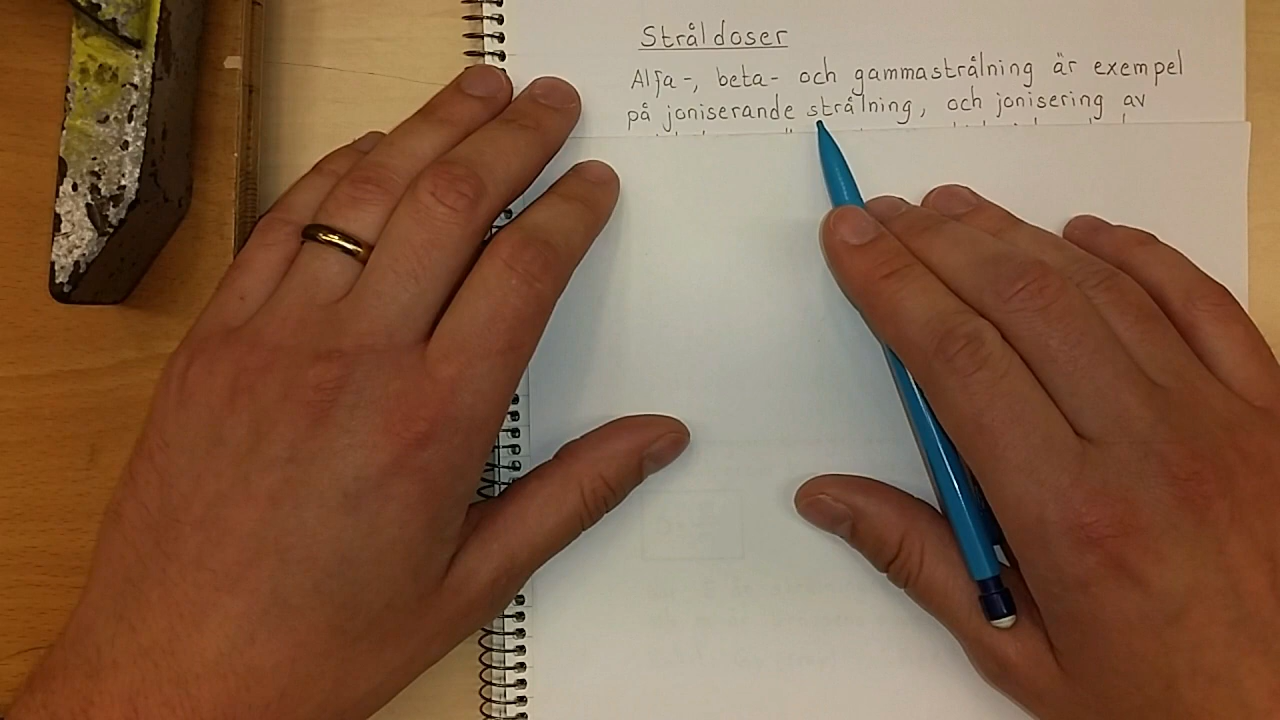 Stråldoser
Alfa-, beta- och gammastrålning är exempel
på joniserande strålning, och jonisering av